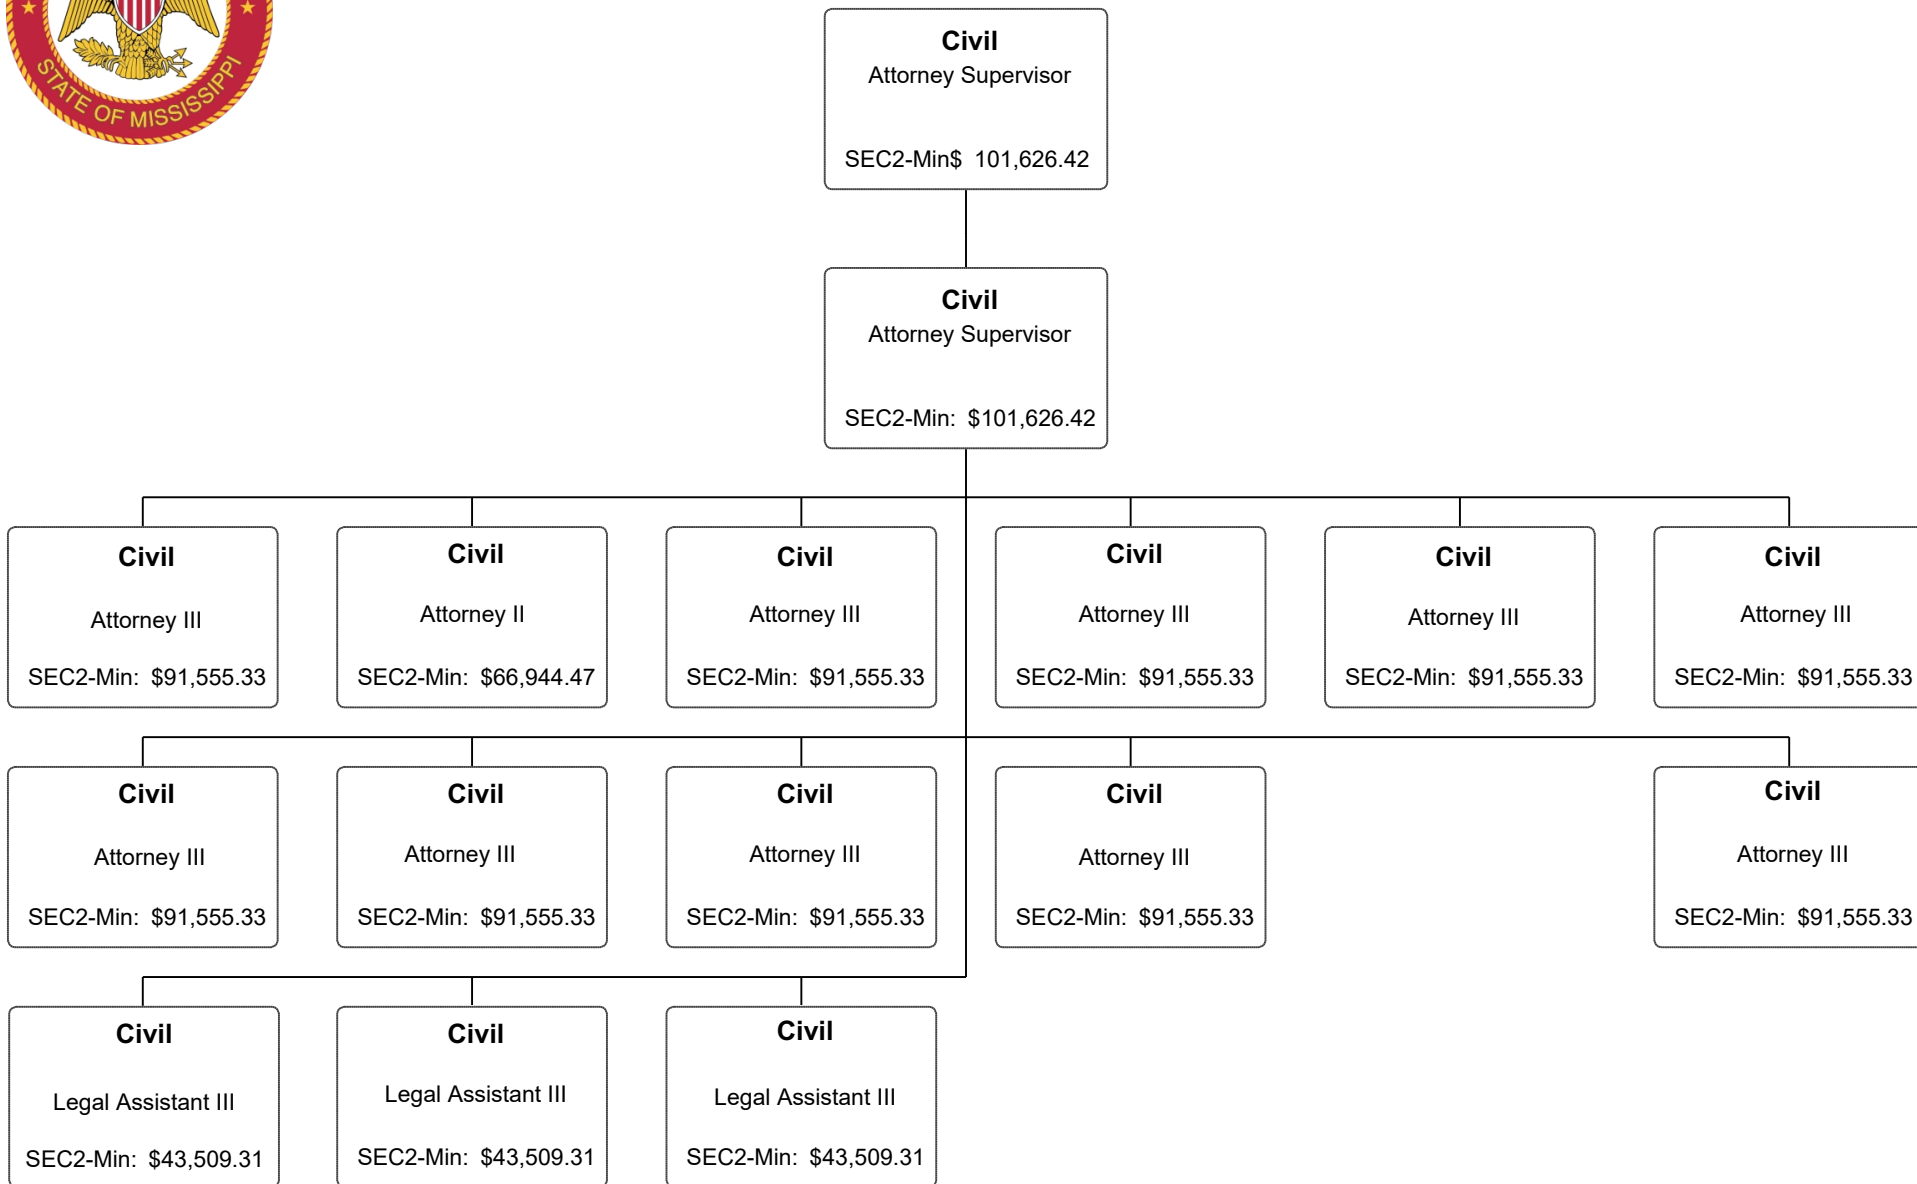 STATE OF MISSISSIPPI
Civil
Attorney Supervisor
SEC2-Min$ 101,626.42
Civil
Attorney Supervisor
SEC2-Min: $101,626.42
Civil
Attorney III
SEC2-Min: $91,555.33
Civil
Attorney II
SEC2-Min: $66,944.47
Civil
Attorney III
SEC2-Min: $91,555.33
Civil
Attorney III
SEC2-Min: $91,555.33
Civil
Attorney III
SEC2-Min: $91,555.33
Civil
Attorney III
SEC2-Min: $91,555.33
Civil
Attorney III
SEC2-Min: $91,555.33
Civil
Attorney III
SEC2-Min: $91,555.33
Civil
Attorney III
SEC2-Min: $91,555.33
Civil
Attorney III
SEC2-Min: $91,555.33
Civil
Attorney III
SEC2-Min: $91,555.33
Civil
Legal Assistant III
SEC2-Min: $43,509.31
Civil
Legal Assistant III
SEC2-Min: $43,509.31
Civil
Legal Assistant III
SEC2-Min: $43,509.31